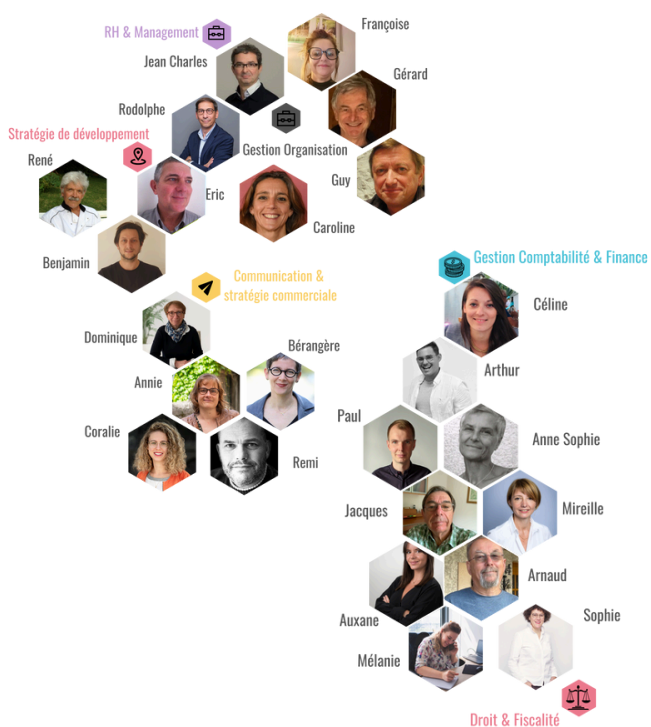 Françoise
RH & Management
Jean Charles
Gérard
Rodolphe
Stratégie de développement
Gestion Organisation
René
Guy
Eric
Caroline
Benjamin
Gestion Comptabilité & Finance
Communication &
stratégie commerciale
Céline
Dominique
Bérangère
Arthur
Annie
Paul
Coralie
Anne Sophie
Remi
Jacques
Mireille
Arnaud
Auxane
Sophie
Mélanie
Droit & Fiscalité